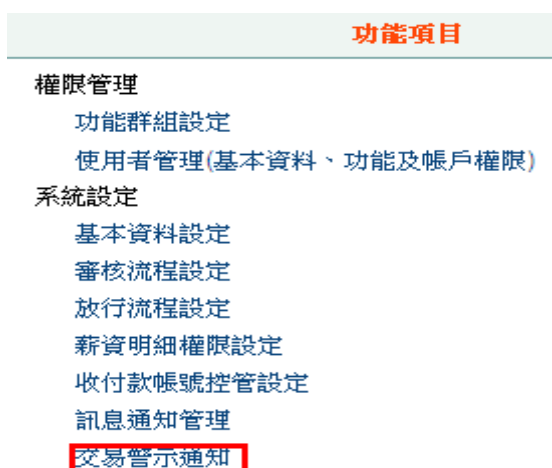 功能項目
權限管理
功能群組設定
使用者管理(基本資料、功能及帳戶權限)
系統設定
基本資料設定
審核流程設定
放行流程設定
薪資明細權限設定
收付款帳號控管設定
訊息通知管理
交易警示通知